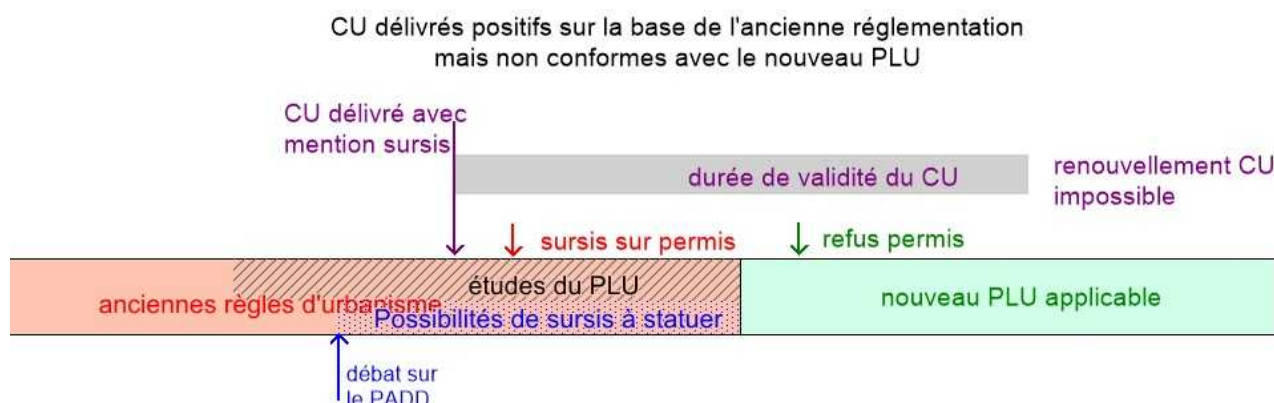 CU délivrés positifs sur la base de l'ancienne réglementation
mais non conformes avec le nouveau PLU
CU délivré avec
mention sursis
durée de validité du CU
renouvellement CU
impossible
sursis sur permis
refus permis
études du PLU
anciennes règles d'urbanisme
Possibilités de sursis à statuer
nouveau PLU applicable
débat sur
le PADD